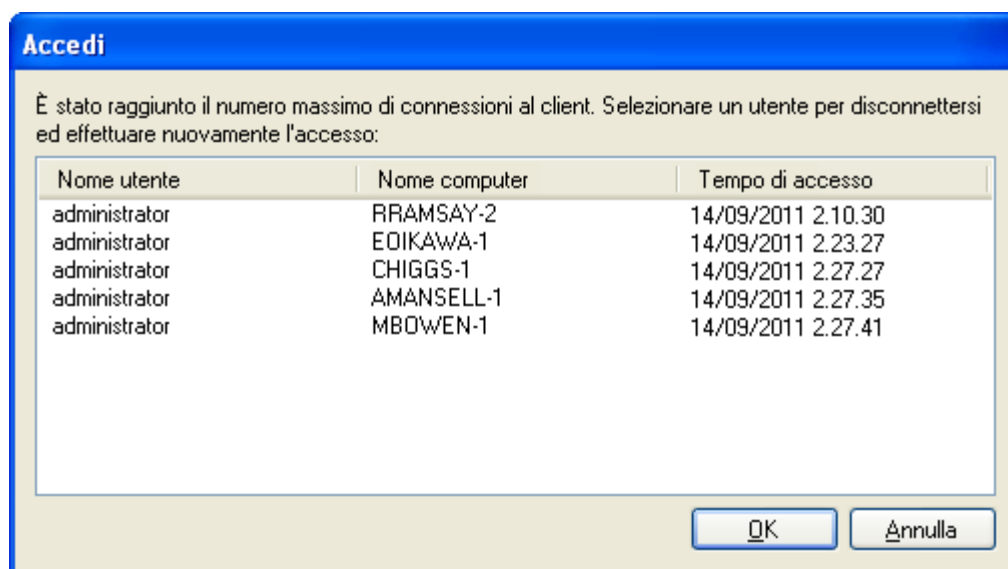 Accedi
È stato raggiunto il numero massimo di connessioni al client. Selezionare un utente per disconnettersi
ed effettuare nuovamente l'accesso:
Nome utente Nome computer Tempo di accesso
administrator RRAMSAY-2 14/09/2011 2.10.30
administrator EOIKAWA-1 14/09/2011 2.23.27
administrator CHIGGS-1 14/09/2011 2.27.27
administrator AMANSELL-1 14/09/2011 2.27.35
administrator MBOWEN-1 14/09/2011 2.27.41
OK Annulla